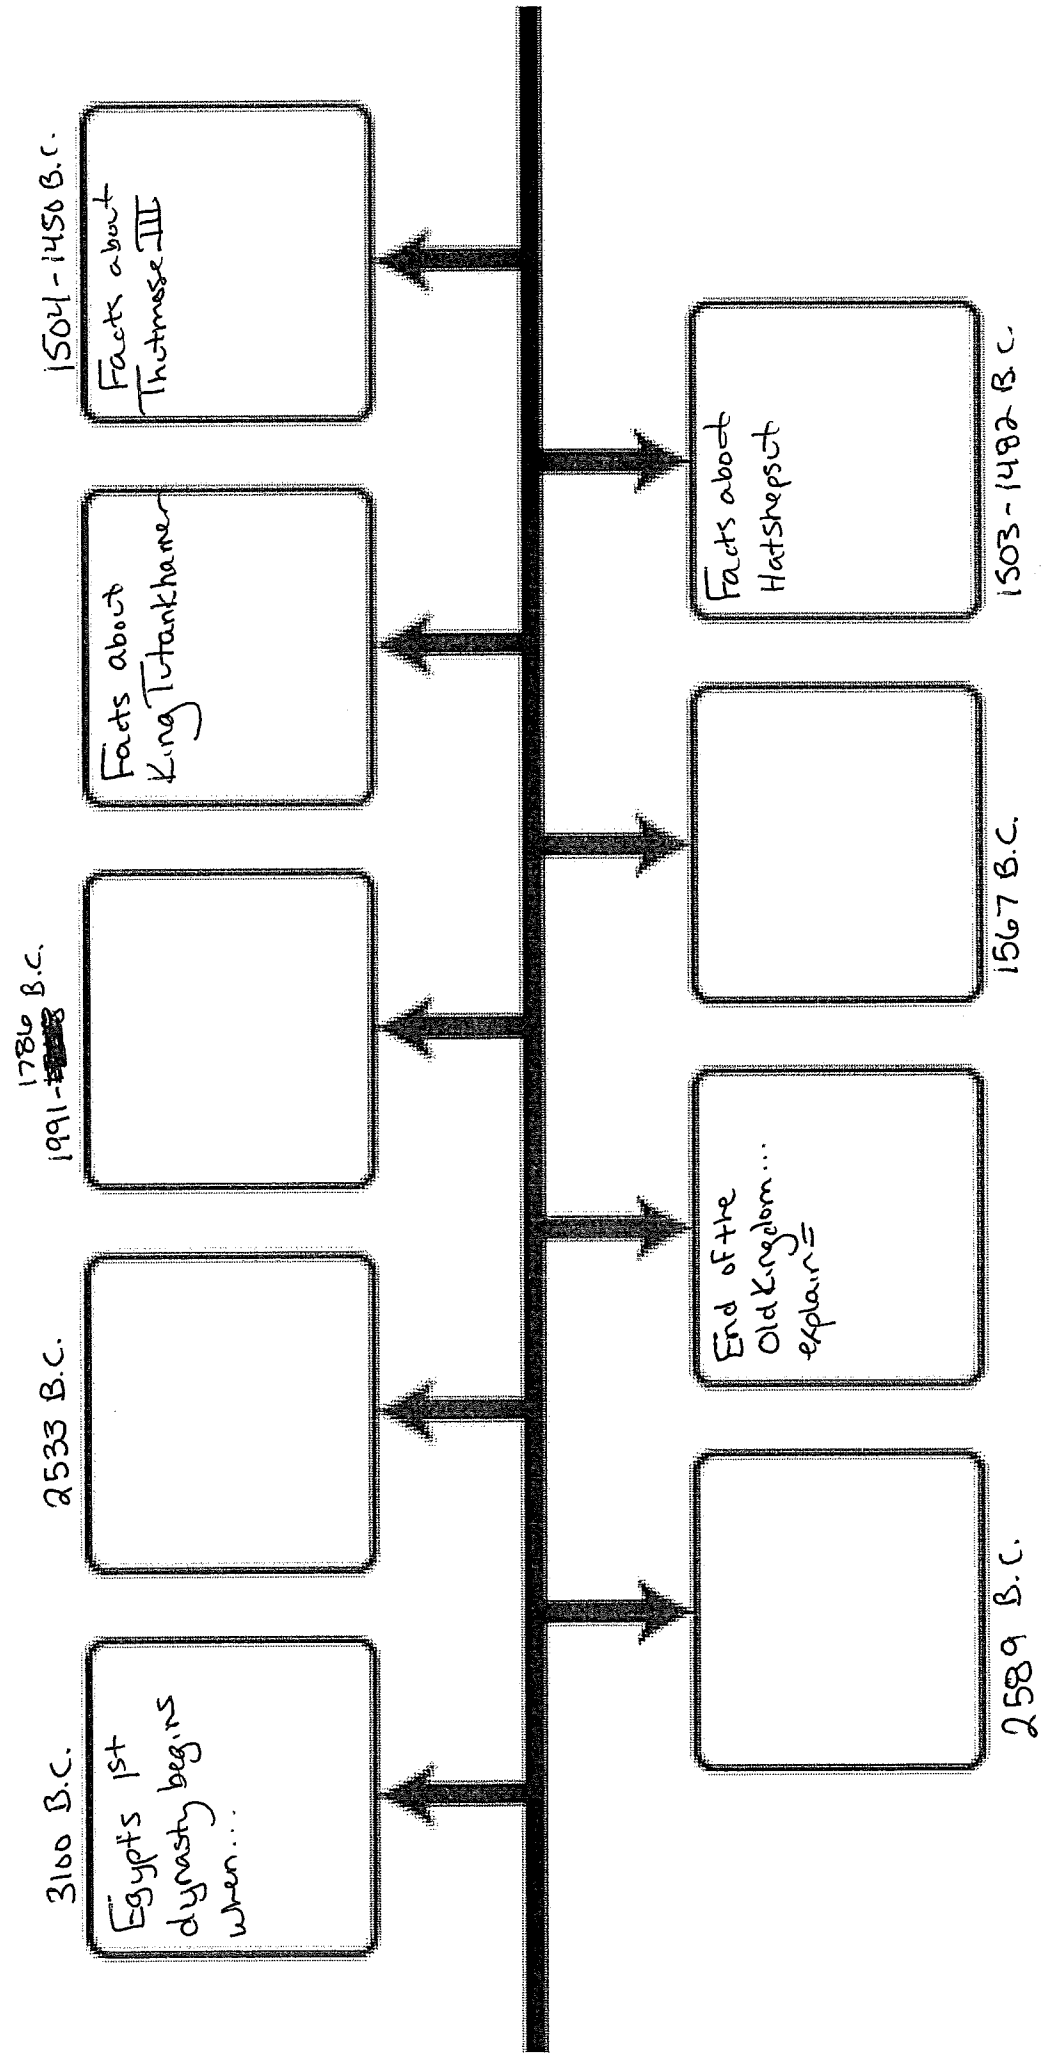 3100 B.C.
Egypts 1st
dynasty begins
when...
2533 B.C.
1786
1991- B.C.
Facts about
King Tutankhamen
1504-1450 B.C.
Facts about
Thutmose III
2589 B.C.
End of the
Old Kingdom...
explain
1567 B.C.
Facts about
Hatshepsut
1503-1482 B.C.